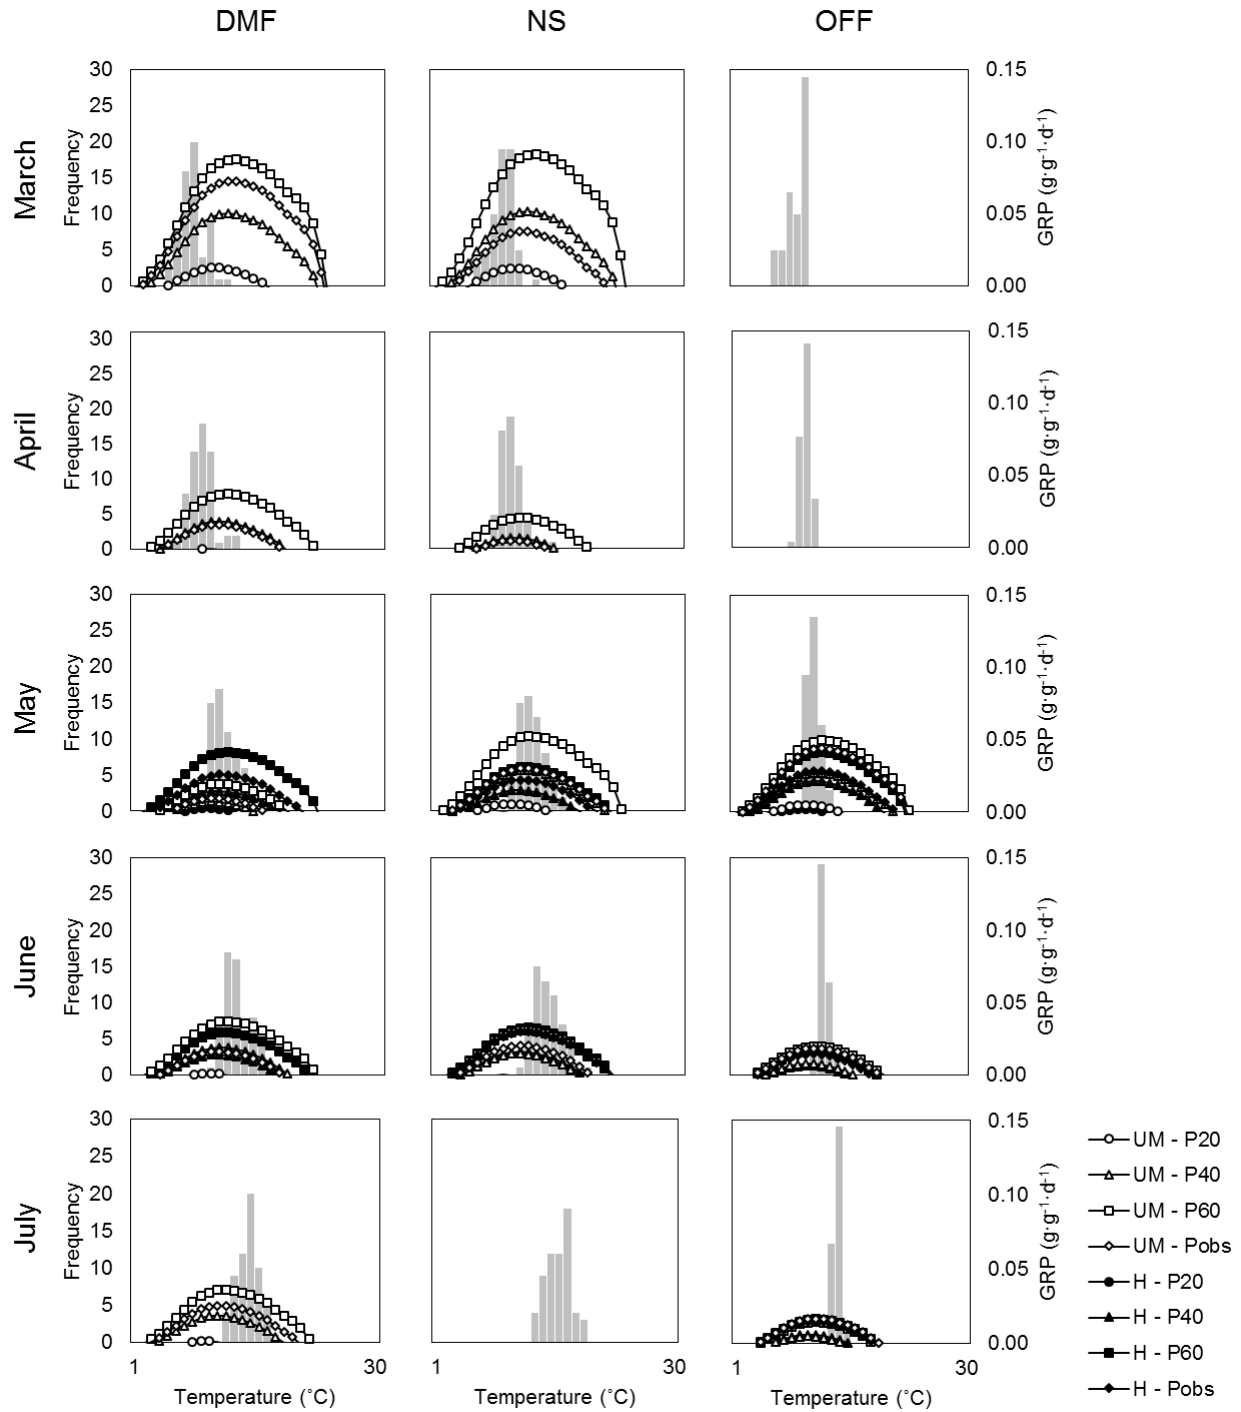 DMF NS OFF
March
Frequency
30
25
20
15
10
5
0
0.15
0.10
0.05
0.00
GRP (g·g⁻¹·d⁻¹)
April
Frequency
30
25
20
15
10
5
0
0.15
0.10
0.05
0.00
GRP (g·g⁻¹·d⁻¹)
May
Frequency
30
25
20
15
10
5
0
0.15
0.10
0.05
0.00
GRP (g·g⁻¹·d⁻¹)
June
Frequency
30
25
20
15
10
5
0
0.15
0.10
0.05
0.00
GRP (g·g⁻¹·d⁻¹)
July
Frequency
30
25
20
15
10
5
0
0.15
0.10
0.05
0.00
GRP (g·g⁻¹·d⁻¹)
1 30 1 30 1 30
Temperature (˚C) Temperature (˚C) Temperature (˚C)
UM - P20
UM - P40
UM - P60
UM - Pobs
H - P20
H - P40
H - P60
H - Pobs